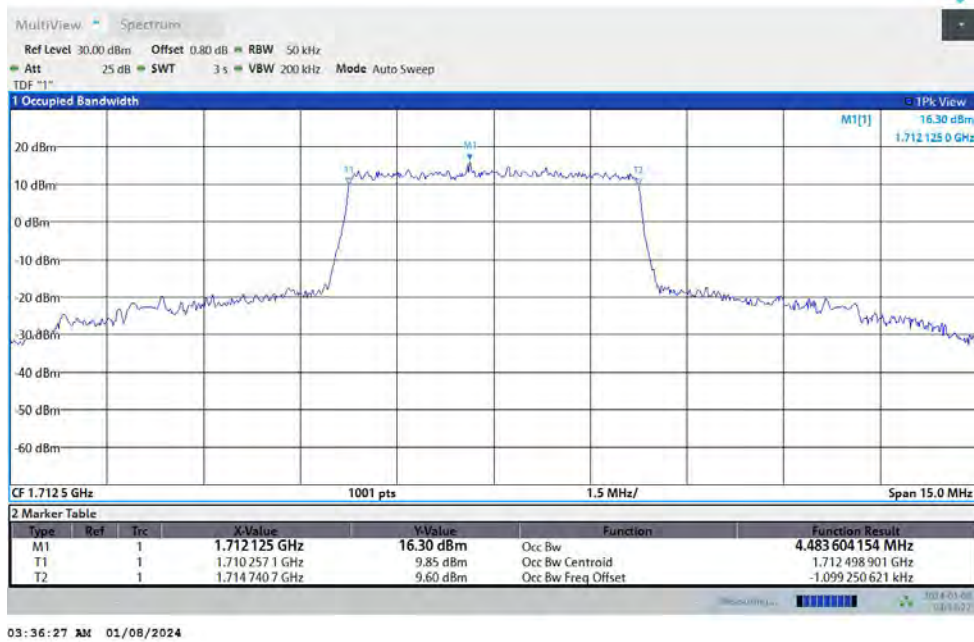 MultiView Spectrum
Ref Level 30.00 dBm Offset 0.80 dB RBW 50 kHz
Att 25 dB SWT 3 s VBW 200 kHz Mode Auto Sweep
TDF "1"
1 Occupied Bandwidth 1Pk View
M1[1] 16.30 dBm
1.712 125 0 GHz
20 dBm
M1
T1
T2
10 dBm
0 dBm
-10 dBm
-20 dBm
-30 dBm
-40 dBm
-50 dBm
-60 dBm
CF 1.712 5 GHz 1001 pts 1.5 MHz/ Span 15.0 MHz
2 Marker Table
Type Ref Trc X-Value Y-Value Function Function Result
M1 1 1.712 125 GHz 16.30 dBm Occ Bw 4.483 604 154 MHz
T1 1 1.710 257 1 GHz 9.85 dBm Occ Bw Centroid 1.712 498 901 GHz
T2 1 1.714 740 7 GHz 9.60 dBm Occ Bw Freq Offset -1.099 250 621 kHz
03:36:27 AM 01/08/2024